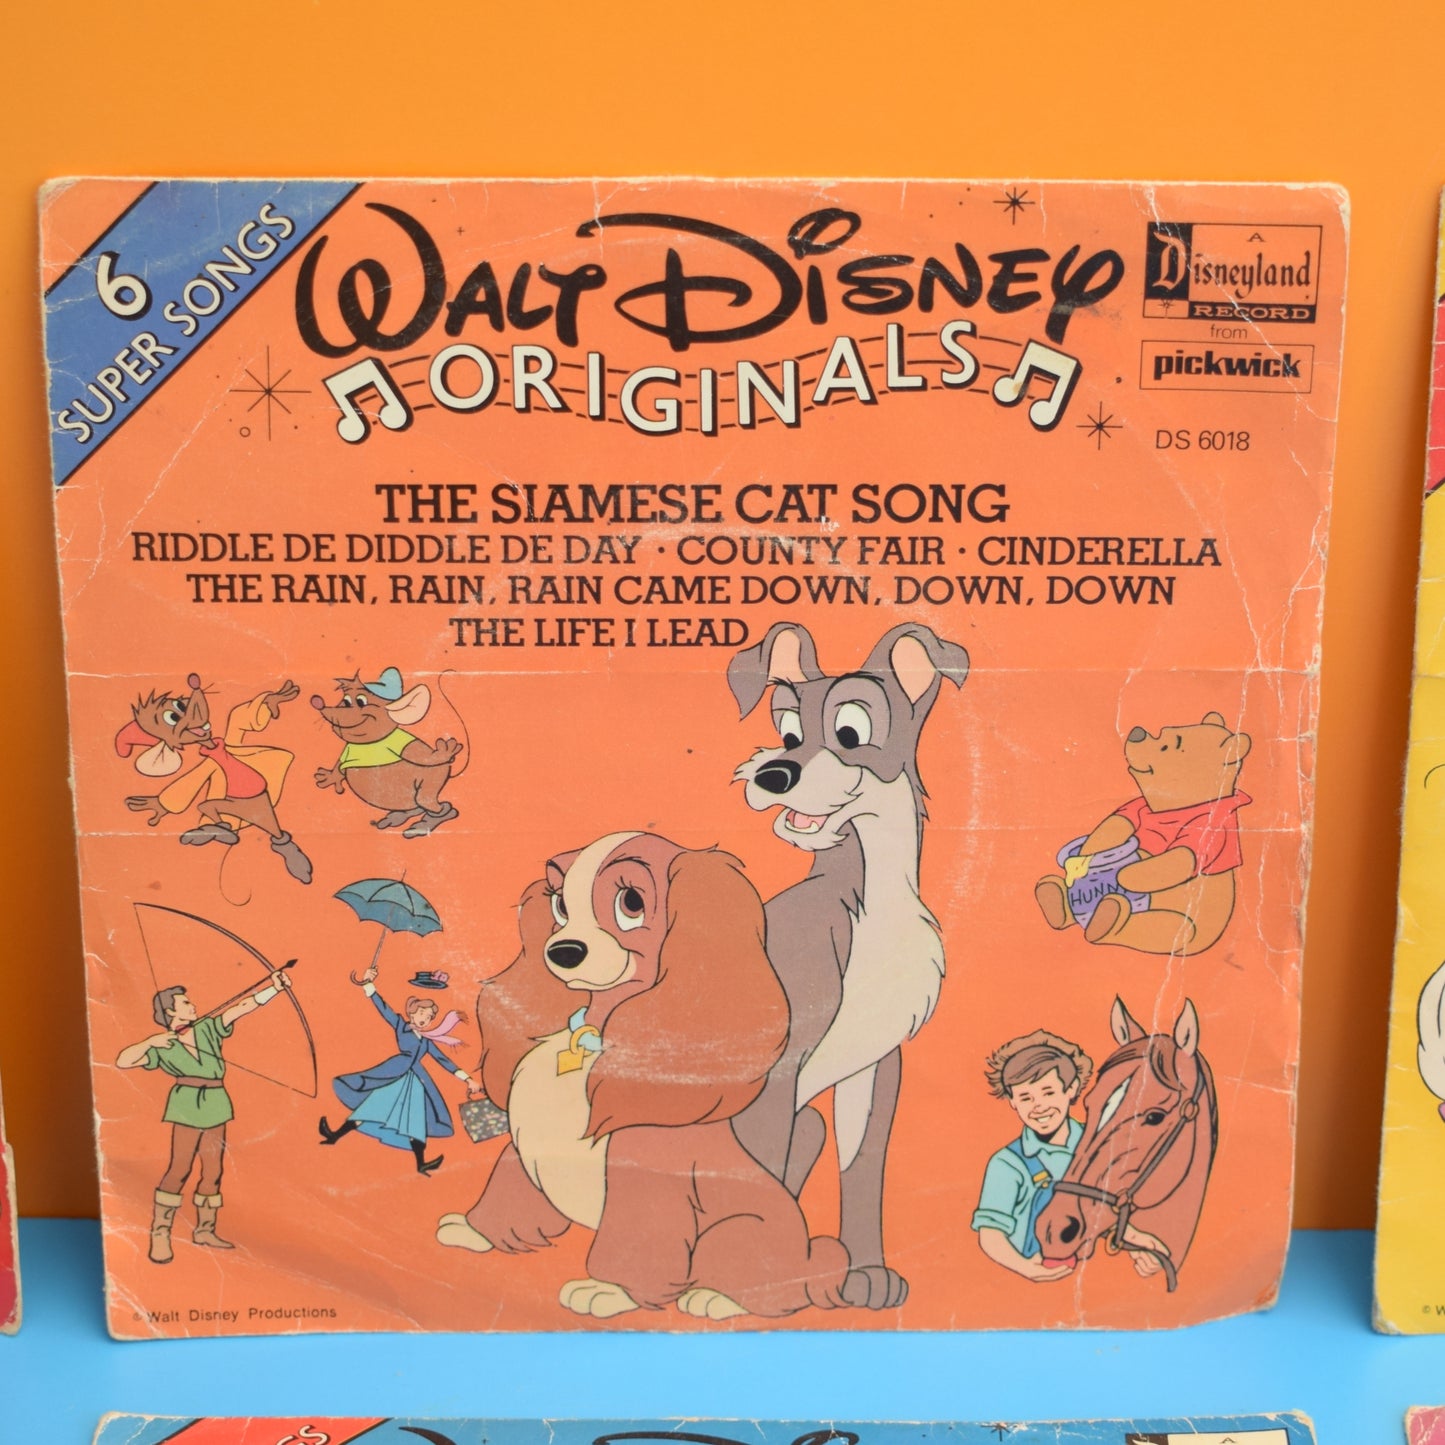 6
SUPER SONGS
WALT DISNEY
ORIGINALS
A
Disneyland
RECORD
from
pickwick
DS 6018
THE SIAMESE CAT SONG
RIDDLE DE DIDDLE DE DAY · COUNTY FAIR · CINDERELLA
THE RAIN, RAIN, RAIN CAME DOWN, DOWN, DOWN
THE LIFE I LEAD
HUNN
© Walt Disney Productions
© W
NGS
A